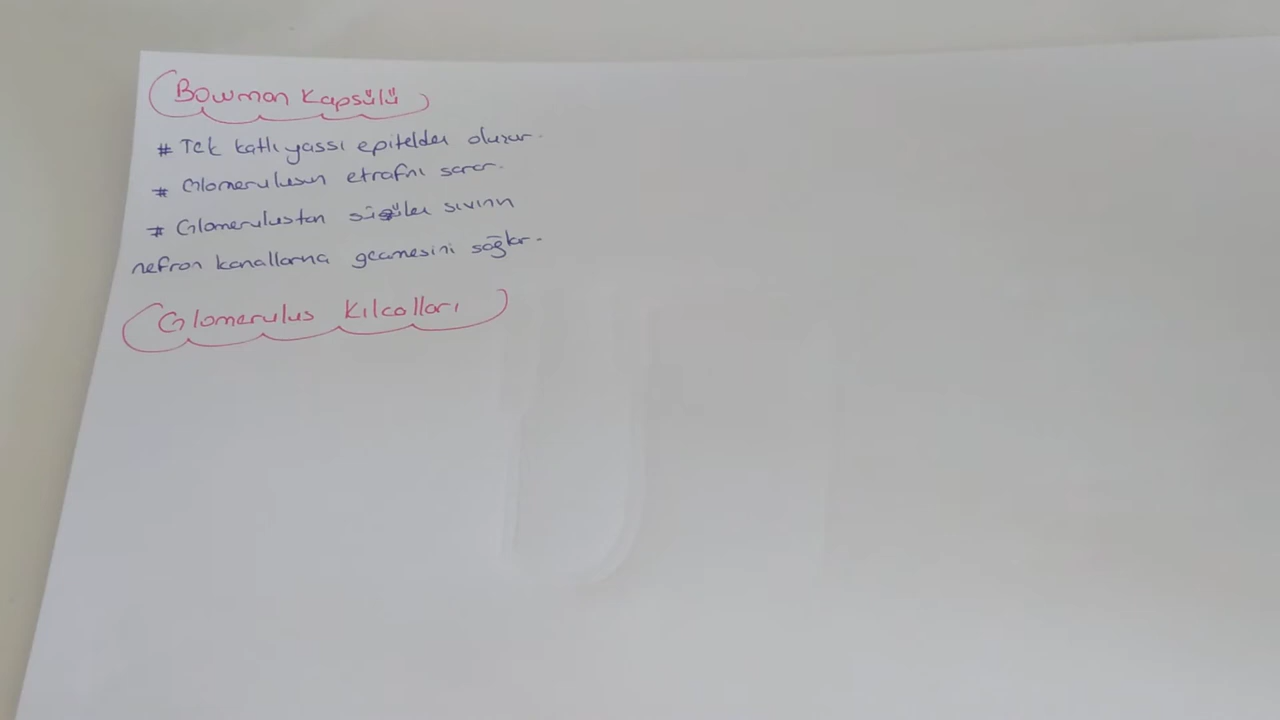 Bowman Kapsülü
# Tek katlı yassı epitelden oluşur.
# Glomerulusun etrafını sarar.
# Glomerulustan süzülen sıvının
nefron kanallarına geçmesini sağlar.
Glomerulus Kılcalları